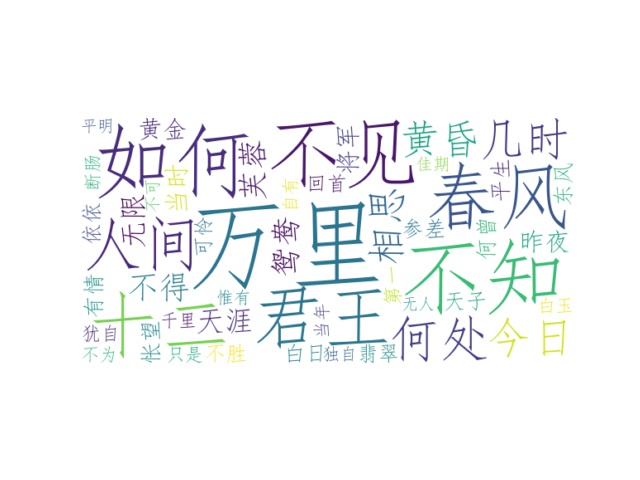 平明
黄金
如何
不见
将军
黄昏
几时
断肠
不可
当时
芙蓉
自有
回首
佳期
平生
东风
依依
无限
人间
可怜
万里
鸳鸯
相思
参差
春风
何曾
昨夜
有情
不得
惟有
不知
第一
十二
千里
天涯
君王
当年
无人
天子
白玉
犹自
怅望
何处
今日
不为
只是
不胜
白日
独自
翡翠